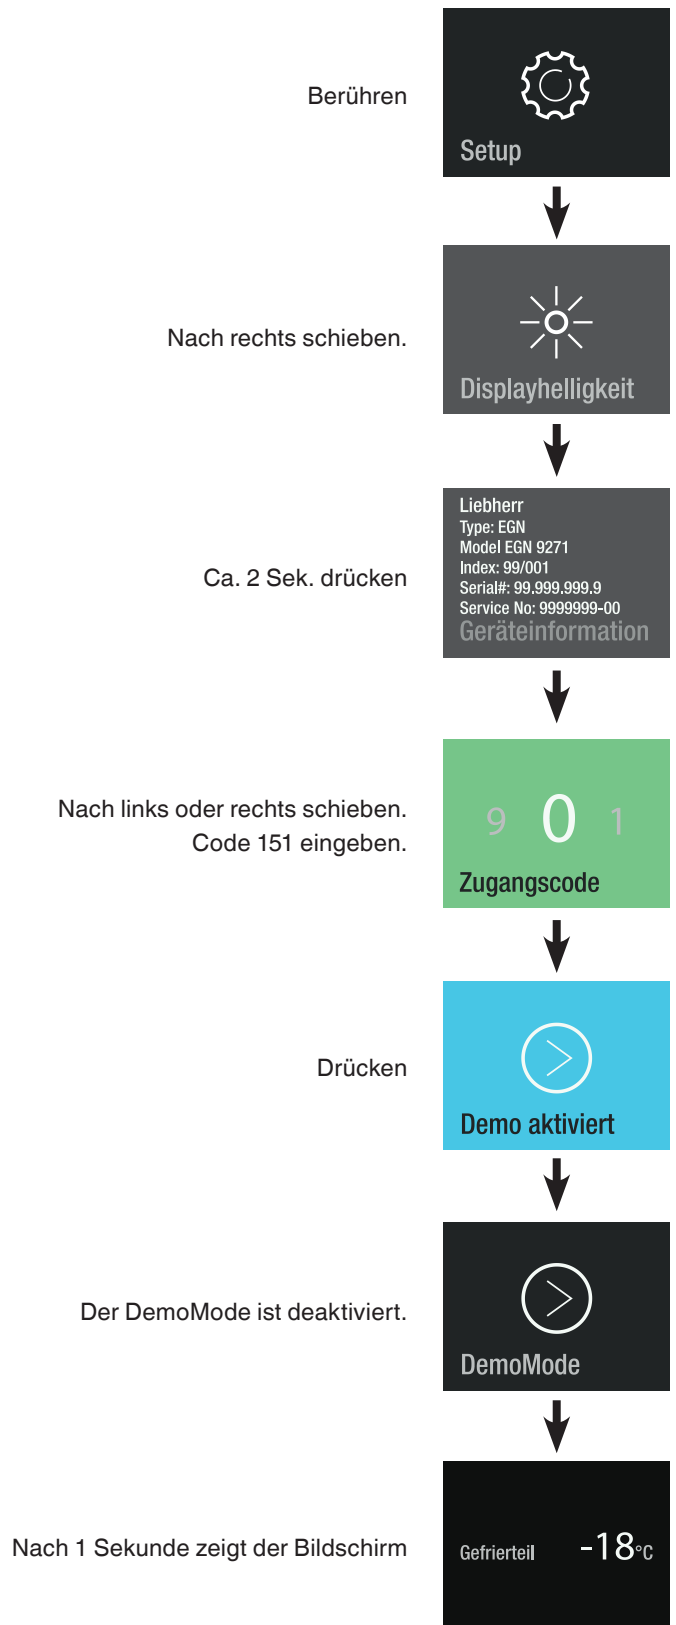 Berühren
Setup
Nach rechts schieben.
Displayhelligkeit
Ca. 2 Sek. drücken
Liebherr
Type: EGN
Model EGN 9271
Index: 99/001
Serial#: 99.999.999.9
Service No: 9999999-00
Geräteinformation
Nach links oder rechts schieben.
Code 151 eingeben.
9 0 1
Zugangscode
Drücken
Demo aktiviert
Der DemoMode ist deaktiviert.
DemoMode
Nach 1 Sekunde zeigt der Bildschirm
Gefrierteil -18°C